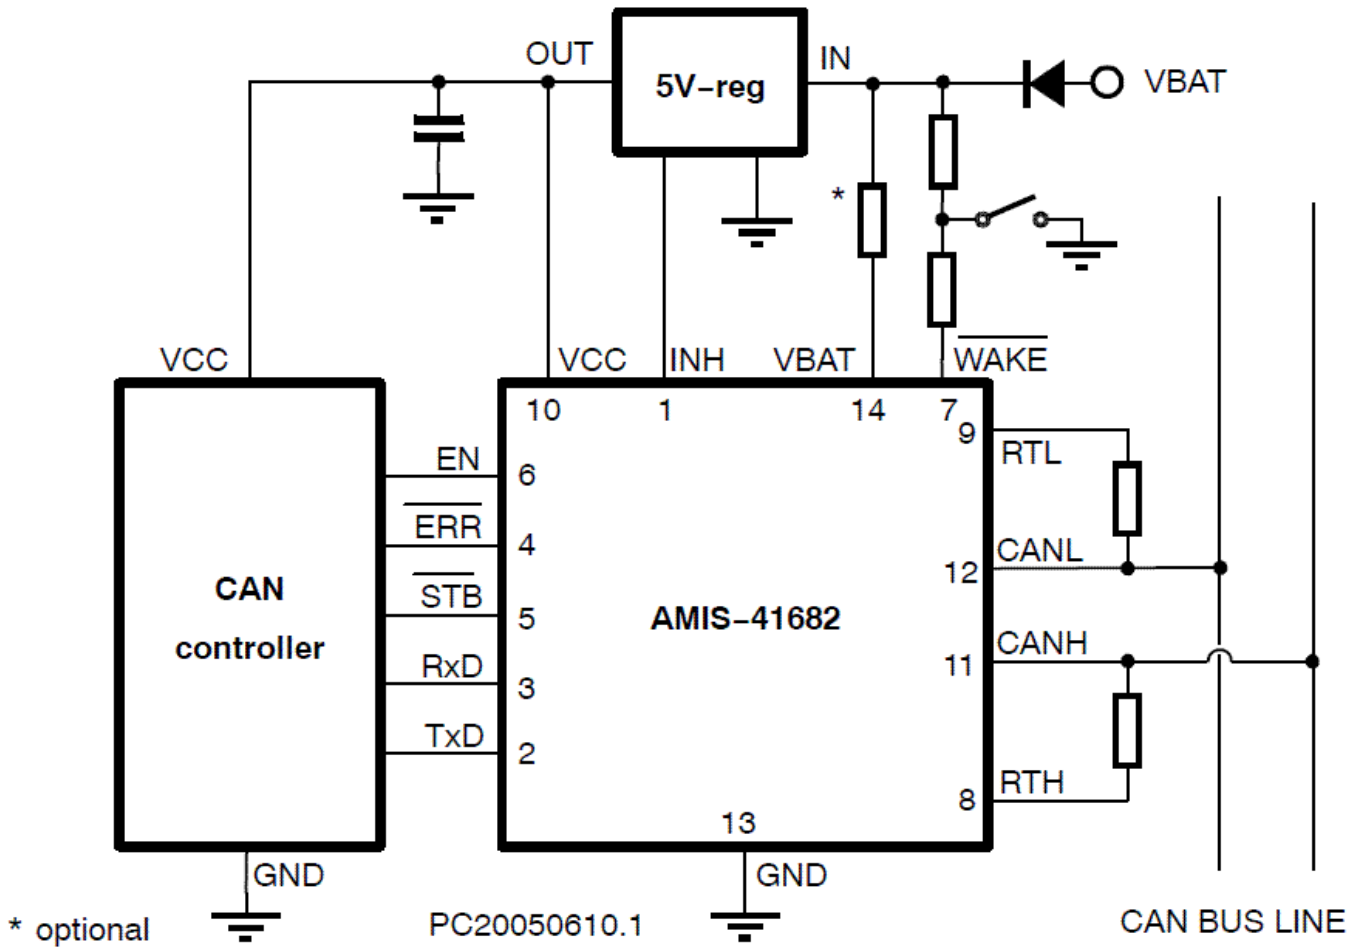 OUT
5V-reg
IN
VBAT
*
VCC
VCC
INH
VBAT
WAKE
10
1
14
7
9
RTL
EN
6
ERR
4
CANL
12
CAN
controller
STB
5
AMIS-41682
CANH
11
RxD
3
TxD
2
RTH
8
13
GND
GND
* optional
PC20050610.1
CAN BUS LINE